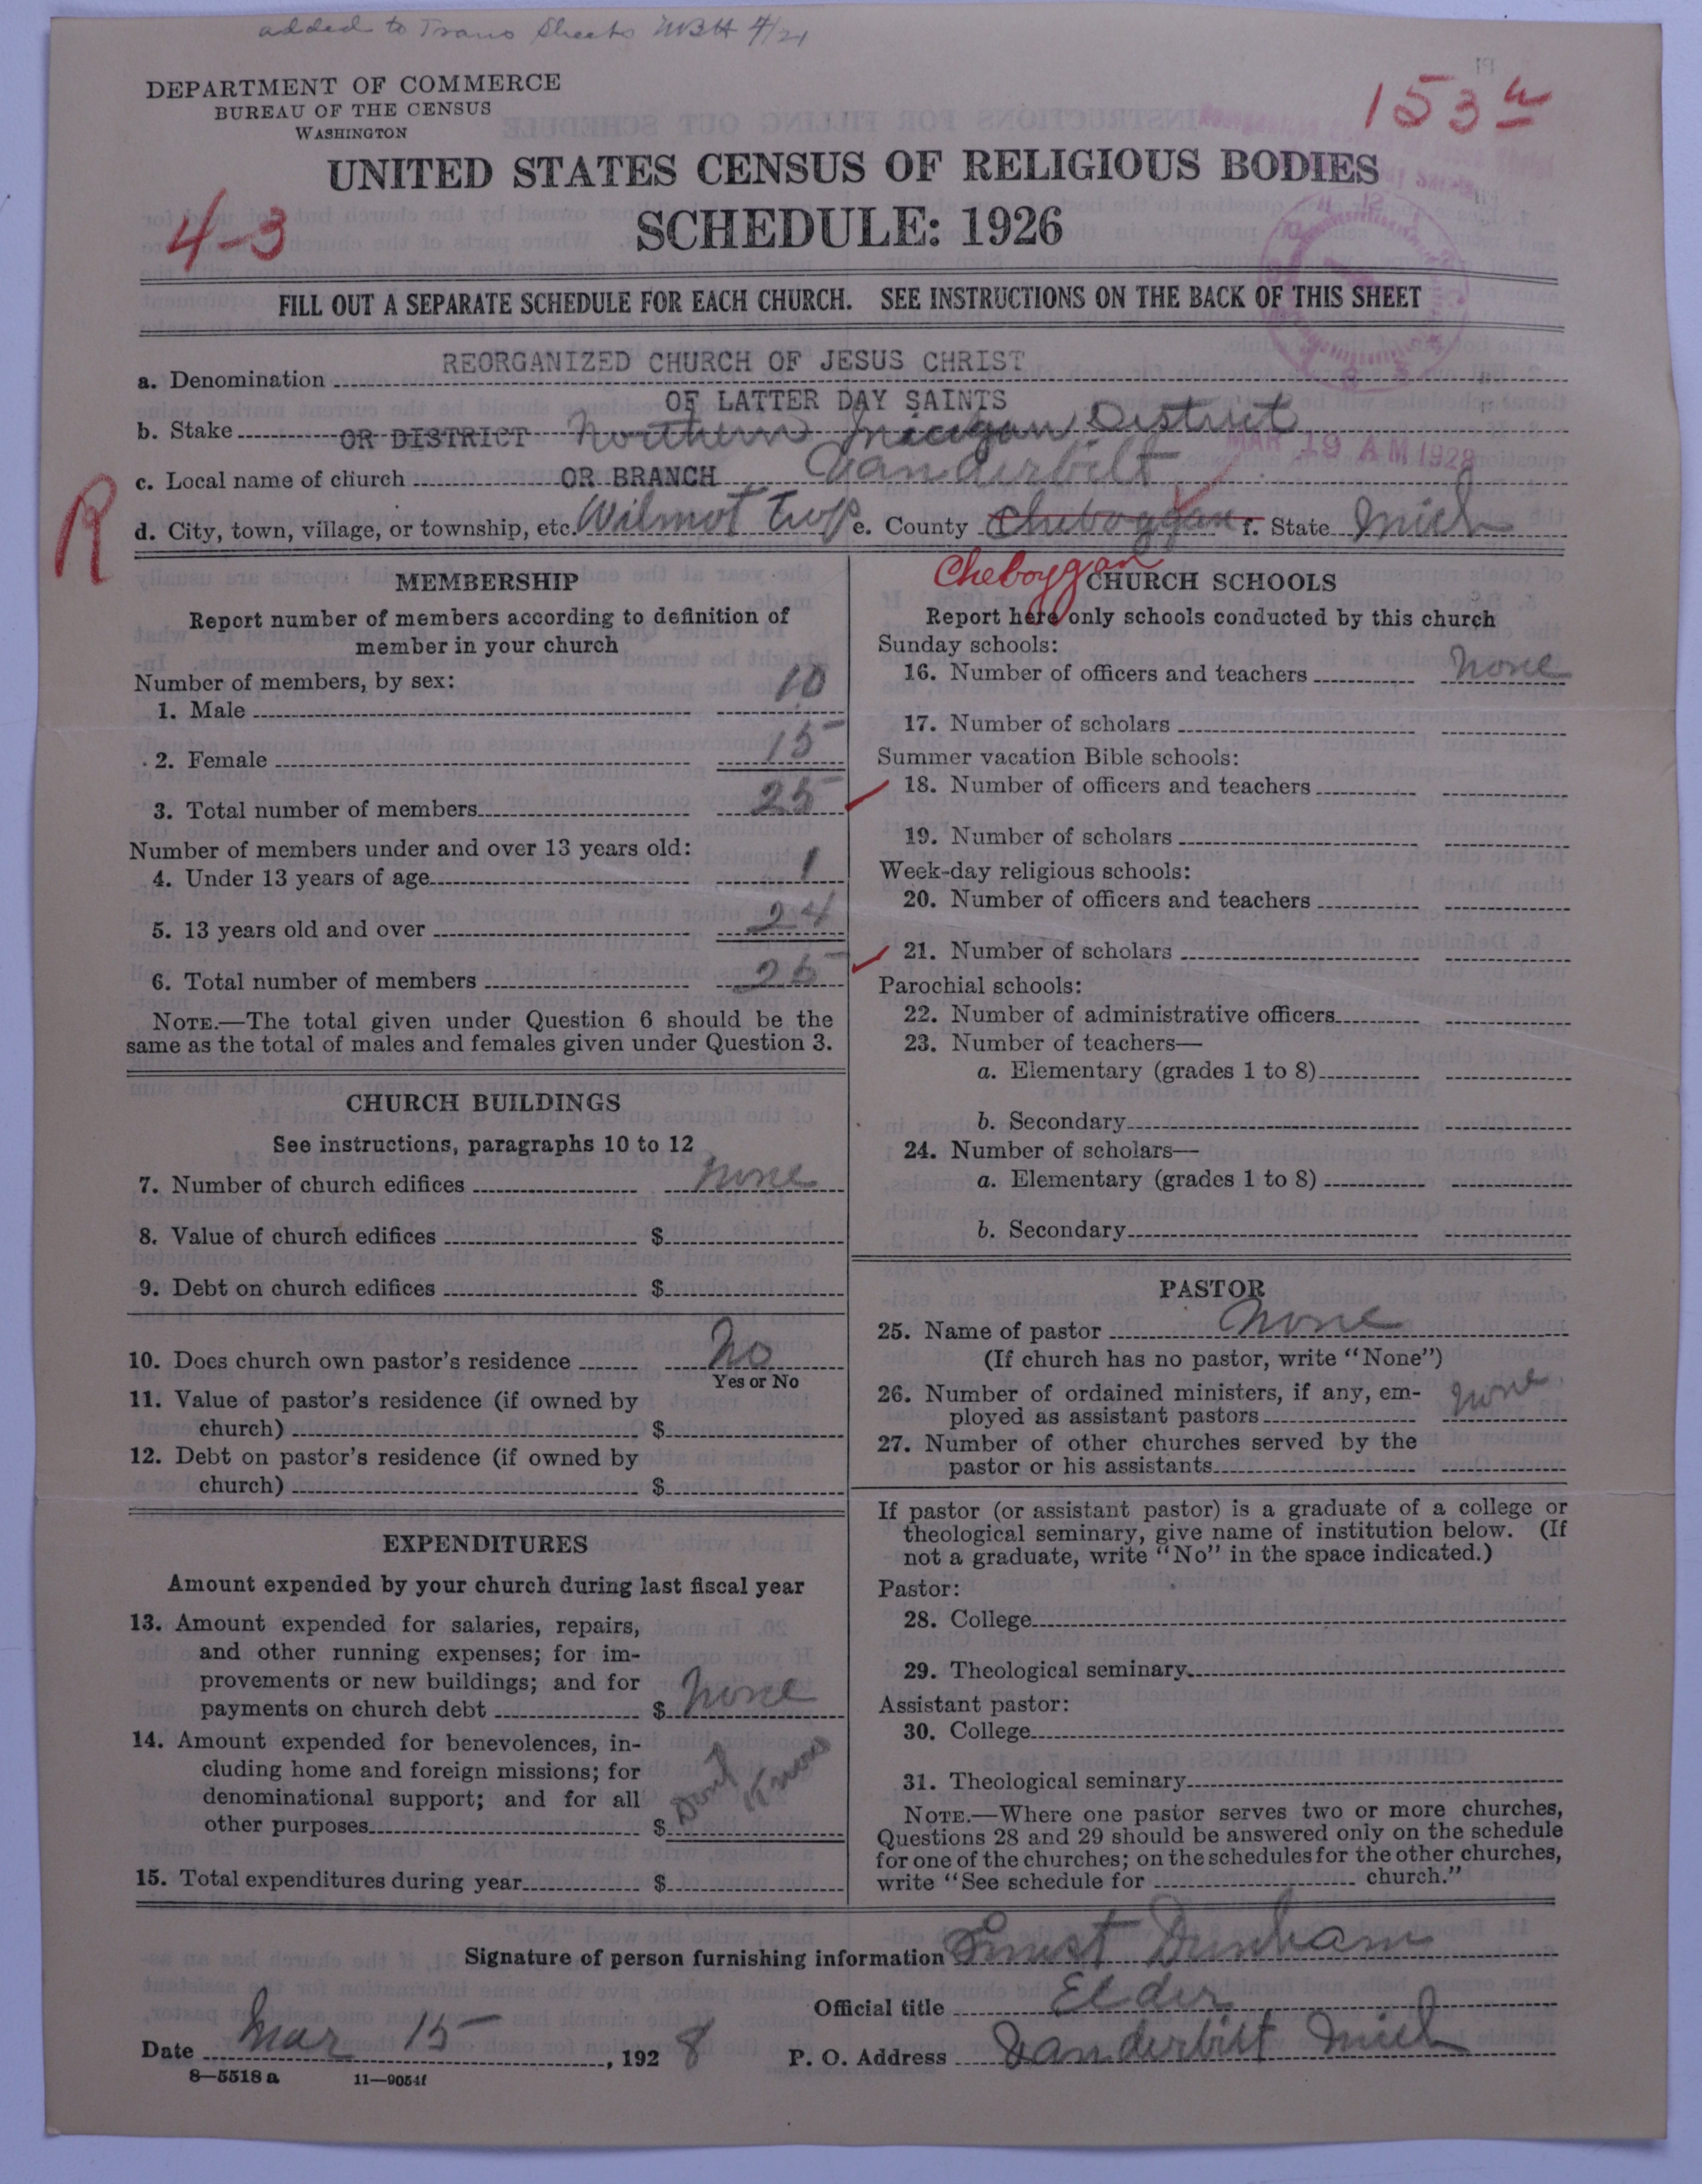 added to Trans Sheets MBH 4/21
DEPARTMENT OF COMMERCE
BUREAU OF THE CENSUS
WASHINGTON
153
UNITED STATES CENSUS OF RELIGIOUS BODIES
SCHEDULE: 1926
4-3
FILL OUT A SEPARATE SCHEDULE FOR EACH CHURCH. SEE INSTRUCTIONS ON THE BACK OF THIS SHEET
REORGANIZED CHURCH OF JESUS CHRIST
a. Denomination
OF LATTER DAY SAINTS
b. Stake OR DISTRICT Northern Micigan District
MAR 19 AM 1928
c. Local name of church OR BRANCH Vanderbilt
R
d. City, town, village, or township, etc. Wilmot Twp e. County Cheboygan f. State Mich
Cheboygan
MEMBERSHIP
Report number of members according to definition of
member in your church
Number of members, by sex:
1. Male 10
2. Female 15
3. Total number of members 25
Number of members under and over 13 years old:
4. Under 13 years of age 1
5. 13 years old and over 24
6. Total number of members 25
NOTE.—The total given under Question 6 should be the
same as the total of males and females given under Question 3.
CHURCH BUILDINGS
See instructions, paragraphs 10 to 12
7. Number of church edifices none
8. Value of church edifices $
9. Debt on church edifices $
10. Does church own pastor's residence No
Yes or No
11. Value of pastor's residence (if owned by
church) $
12. Debt on pastor's residence (if owned by
church) $
EXPENDITURES
Amount expended by your church during last fiscal year
13. Amount expended for salaries, repairs,
and other running expenses; for im-
provements or new buildings; and for
payments on church debt $ none
14. Amount expended for benevolences, in-
cluding home and foreign missions; for
denominational support; and for all
other purposes $ Dont Know
15. Total expenditures during year $
CHURCH SCHOOLS
Report here only schools conducted by this church
Sunday schools:
16. Number of officers and teachers none
17. Number of scholars
Summer vacation Bible schools:
18. Number of officers and teachers
19. Number of scholars
Week-day religious schools:
20. Number of officers and teachers
21. Number of scholars
Parochial schools:
22. Number of administrative officers
23. Number of teachers—
a. Elementary (grades 1 to 8)
b. Secondary
24. Number of scholars—
a. Elementary (grades 1 to 8)
b. Secondary
PASTOR
25. Name of pastor None
(If church has no pastor, write "None")
26. Number of ordained ministers, if any, em-
ployed as assistant pastors none
27. Number of other churches served by the
pastor or his assistants
If pastor (or assistant pastor) is a graduate of a college or
theological seminary, give name of institution below. (If
not a graduate, write "No" in the space indicated.)
Pastor:
28. College
29. Theological seminary
Assistant pastor:
30. College
31. Theological seminary
NOTE.—Where one pastor serves two or more churches,
Questions 28 and 29 should be answered only on the schedule
for one of the churches; on the schedules for the other churches,
write "See schedule for church."
Signature of person furnishing information Ernest Dunham
Official title Elder
Date Mar 15, 1928 P. O. Address Vanderbilt Mich
8—5518 a 11—9054f